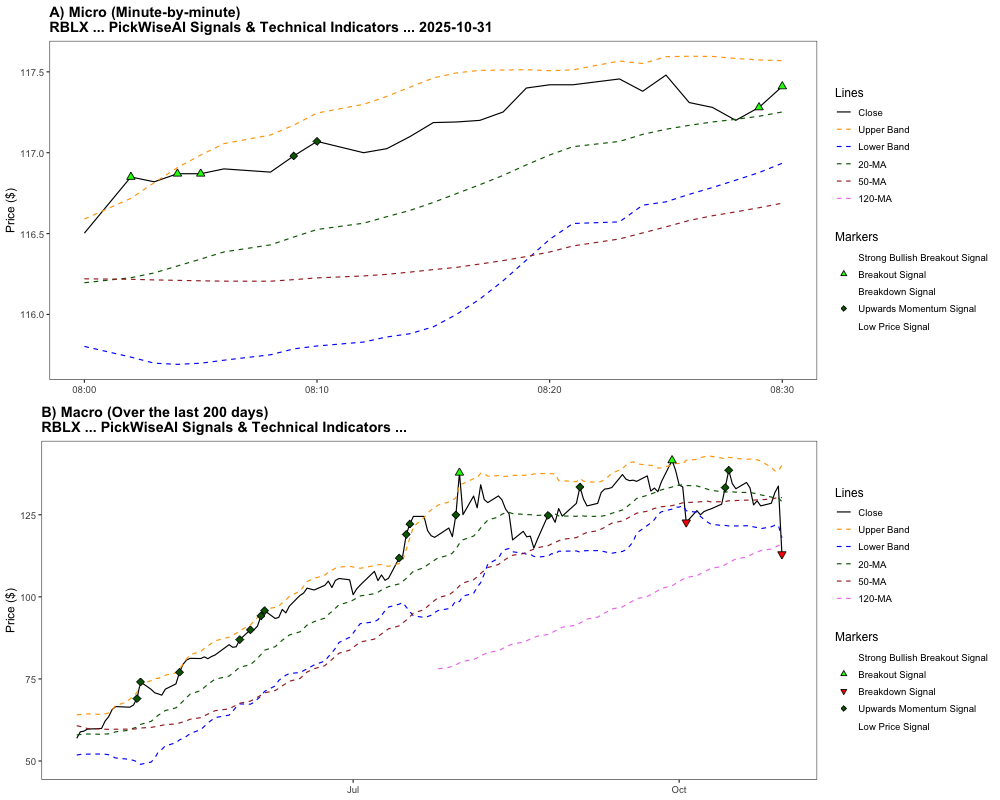 A) Micro (Minute-by-minute)
RBLX ... PickWiseAI Signals & Technical Indicators ... 2025-10-31
Price ($)
117.5
117.0
116.5
116.0
08:00
08:10
08:20
08:30
Lines
Close
Upper Band
Lower Band
20-MA
50-MA
120-MA
Markers
Strong Bullish Breakout Signal
Breakout Signal
Breakdown Signal
Upwards Momentum Signal
Low Price Signal
B) Macro (Over the last 200 days)
RBLX ... PickWiseAI Signals & Technical Indicators ...
Price ($)
125
100
75
50
Jul
Oct
Lines
Close
Upper Band
Lower Band
20-MA
50-MA
120-MA
Markers
Strong Bullish Breakout Signal
Breakout Signal
Breakdown Signal
Upwards Momentum Signal
Low Price Signal